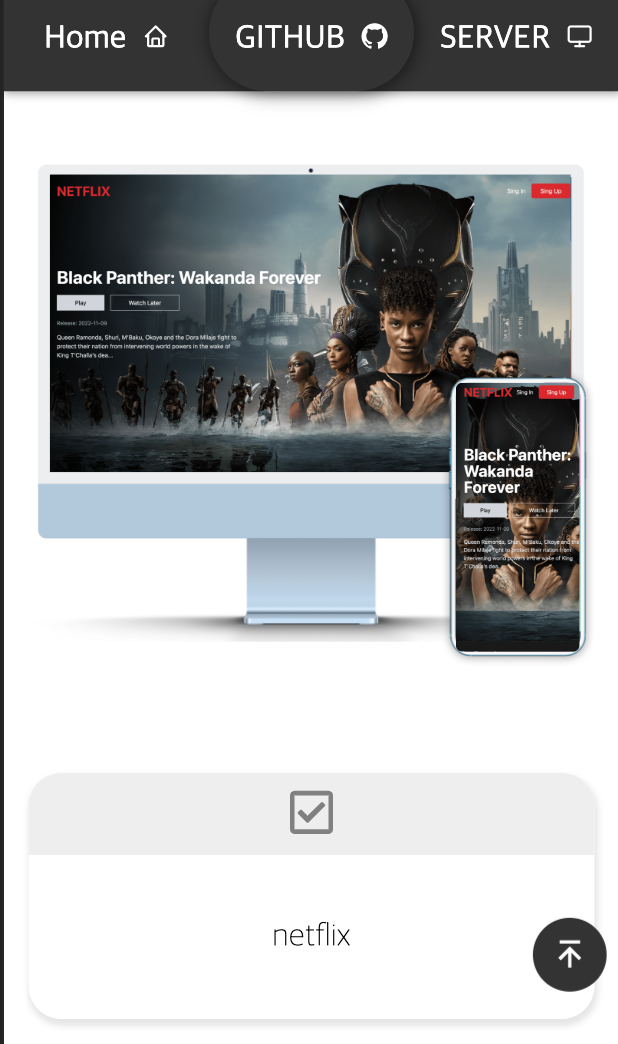 Home
GITHUB
SERVER
NETFLIX
Sing In
Sing Up
Black Panther: Wakanda Forever
Play
Watch Later
Release: 2022-11-09
Queen Ramonda, Shuri, M'Baku, Okoye and the Dora Milaje fight to
protect their nation from intervening world powers in the wake of
King T'Challa's dea...
NETFLIX
Sing In
Sing Up
Black Panther:
Wakanda
Forever
Play
Watch Later
Release: 2022-11-09
Queen Ramonda, Shuri, M'Baku, Okoye and the
Dora Milaje fight to protect their nation from
intervening world powers in the wake of King
T'Challa's dea...
netflix